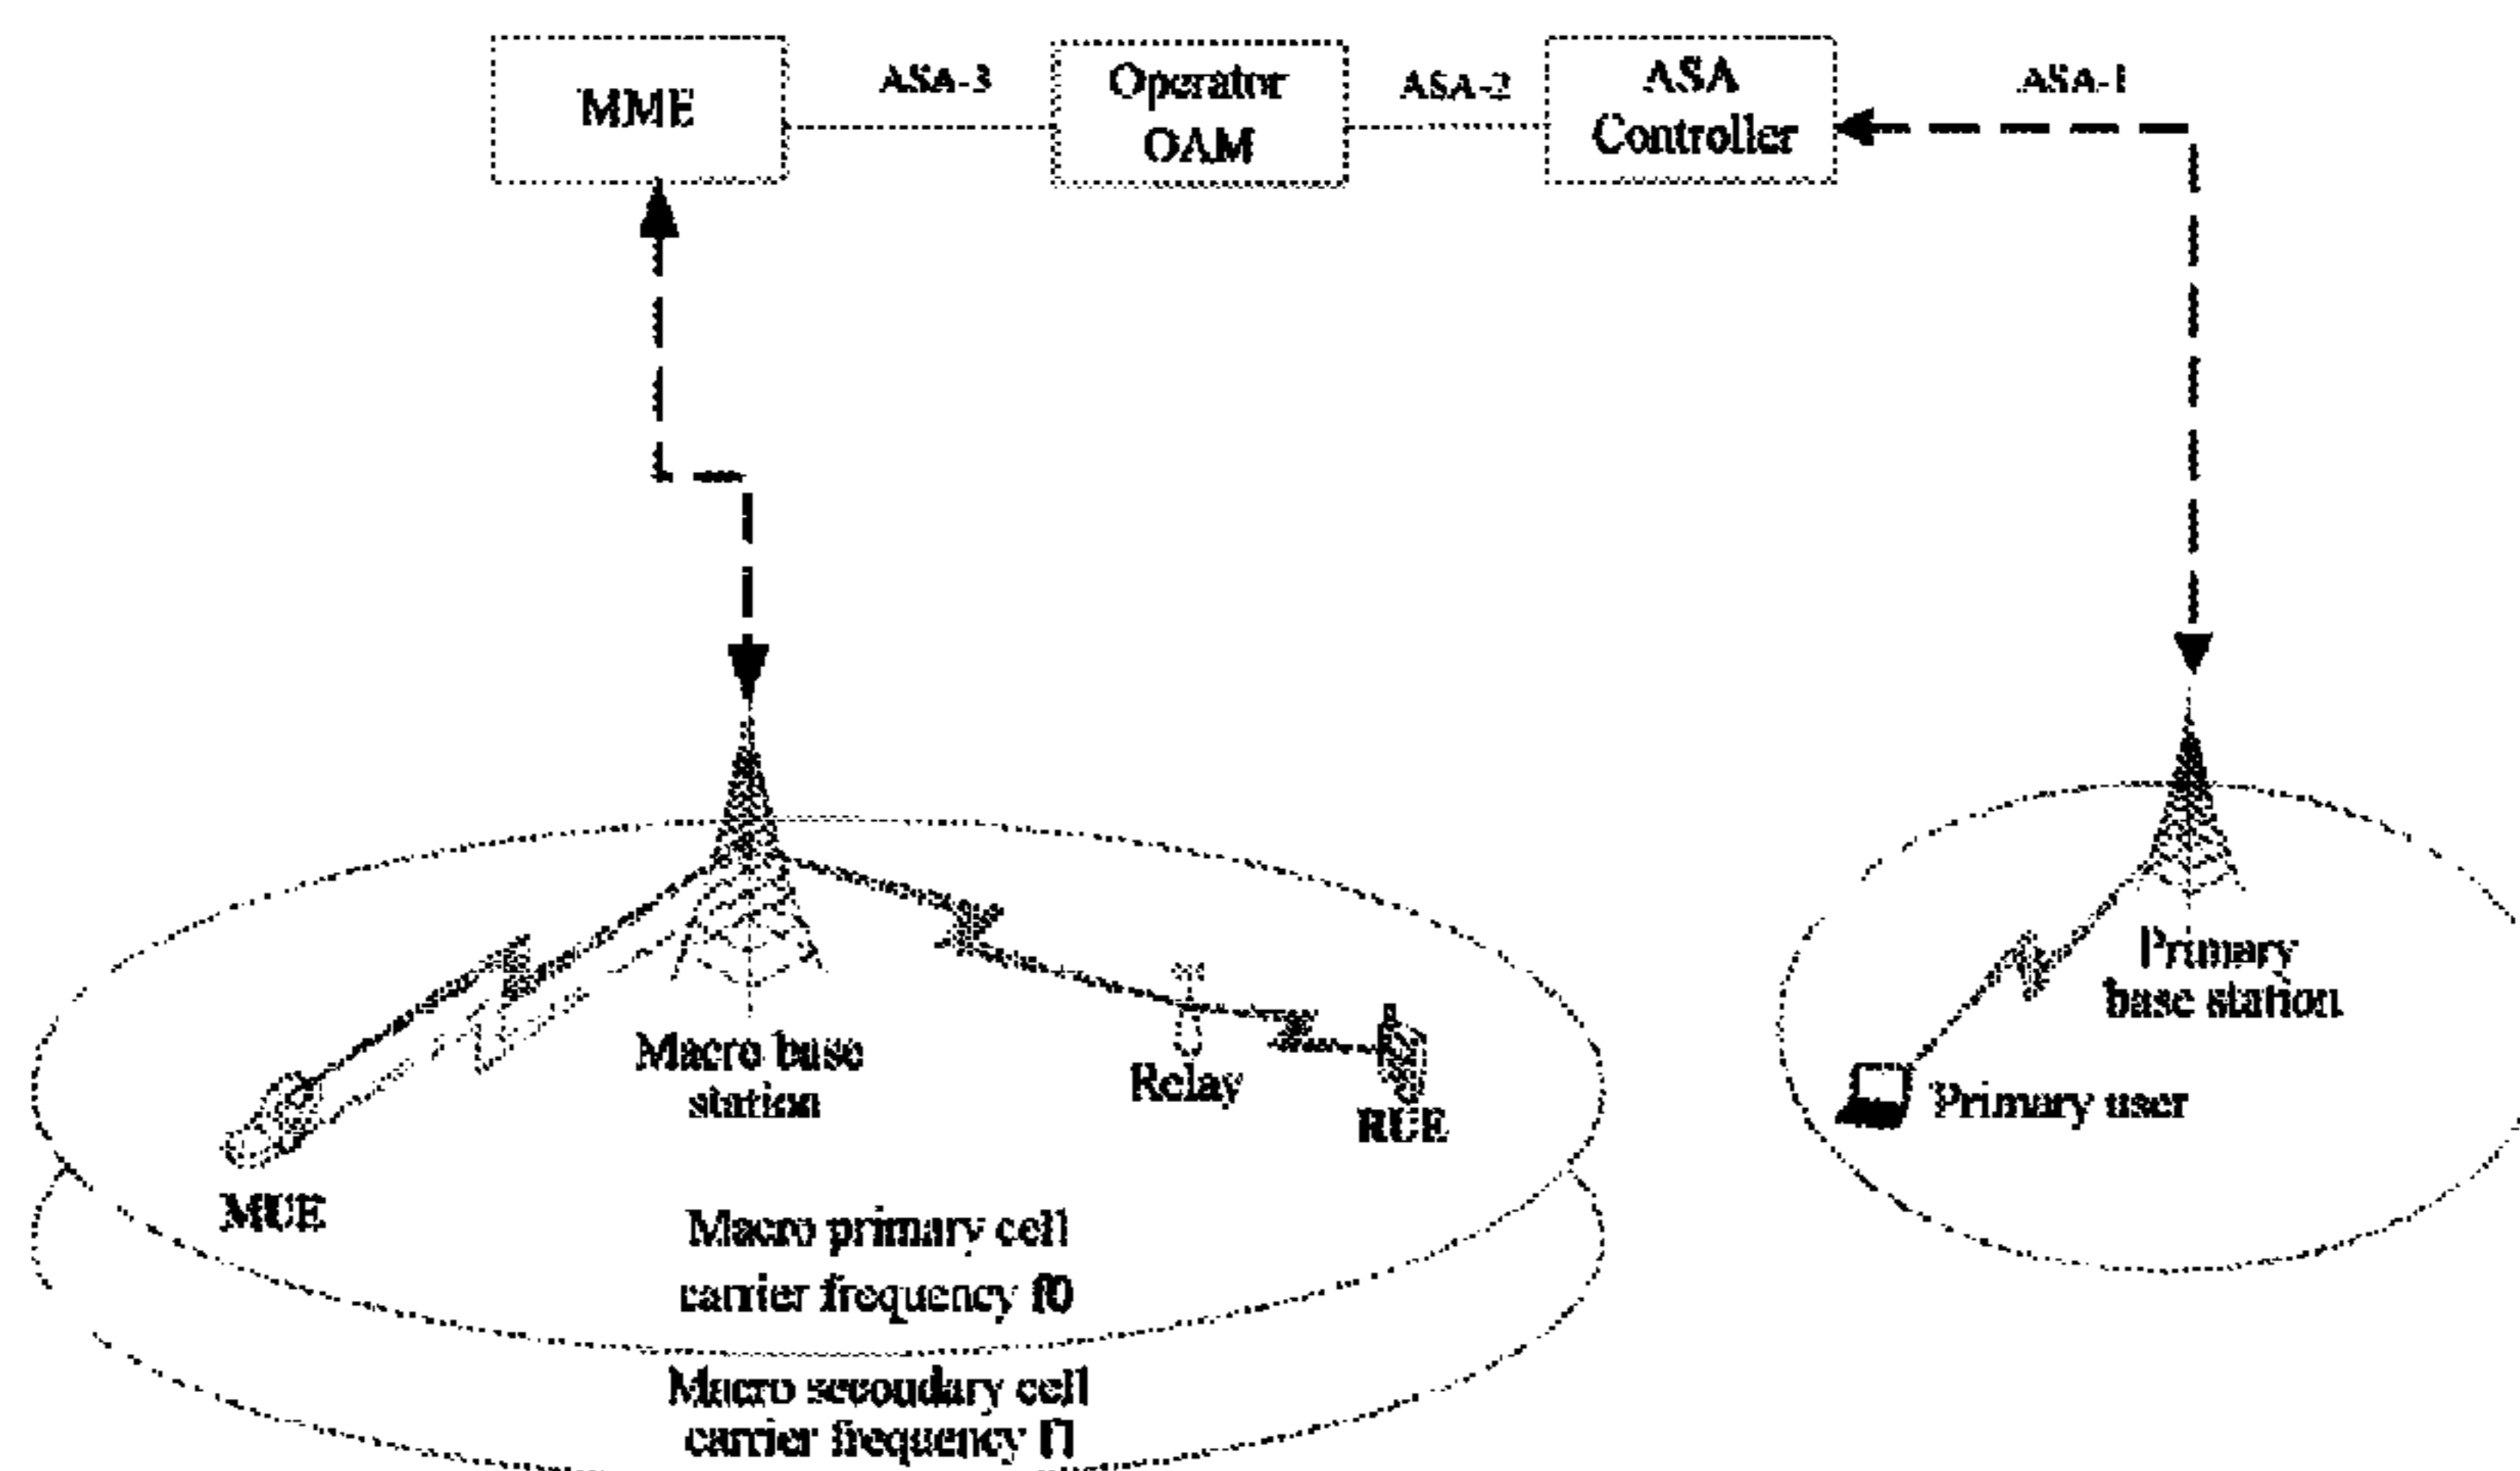 MME
ASA-3
Operator
OAM
ASA-2
ASA
Controller
ASA-1
Macro base
station
Relay
RUE
MUE
Primary
base station
Primary user
Macro primary cell
carrier frequency f0
Macro secondary cell
carrier frequency f1